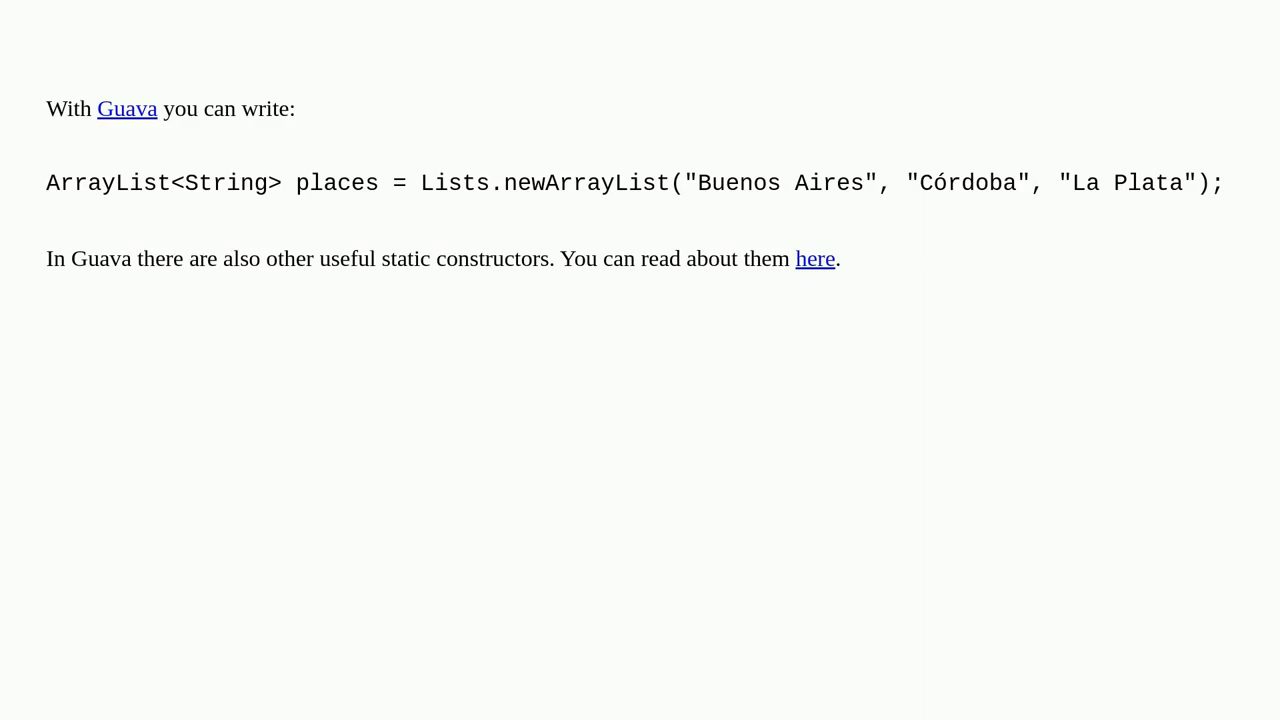 With Guava you can write:
ArrayList<String> places = Lists.newArrayList("Buenos Aires", "Córdoba", "La Plata");
In Guava there are also other useful static constructors. You can read about them here.